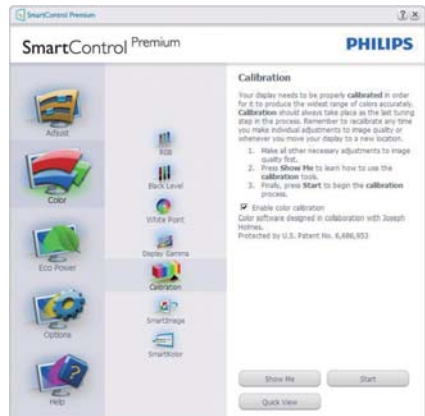 SmartControl Premium
SmartControl Premium
PHILIPS
Adjust
Color
Eco Power
Options
Help
RGB
Black Level
White Point
Display Gamma
Calibration
SmartImage
SmartKolor
Calibration
Your display needs to be properly calibrated in order
for it to produce the widest range of colors accurately.
Calibration should always take place as the last tuning
step in the process. Remember to recalibrate any time
you make individual adjustments to image quality or
whenever you move your display to a new location.
1. Make all other necessary adjustments to image
quality first.
2. Press Show Me to learn how to use the
calibration tools.
3. Finally, press Start to begin the calibration
process.
Enable color calibration
Color software designed in collaboration with Joseph
Holmes.
Protected by U.S. Patent No. 6,686,953
Show Me
Start
Quick View